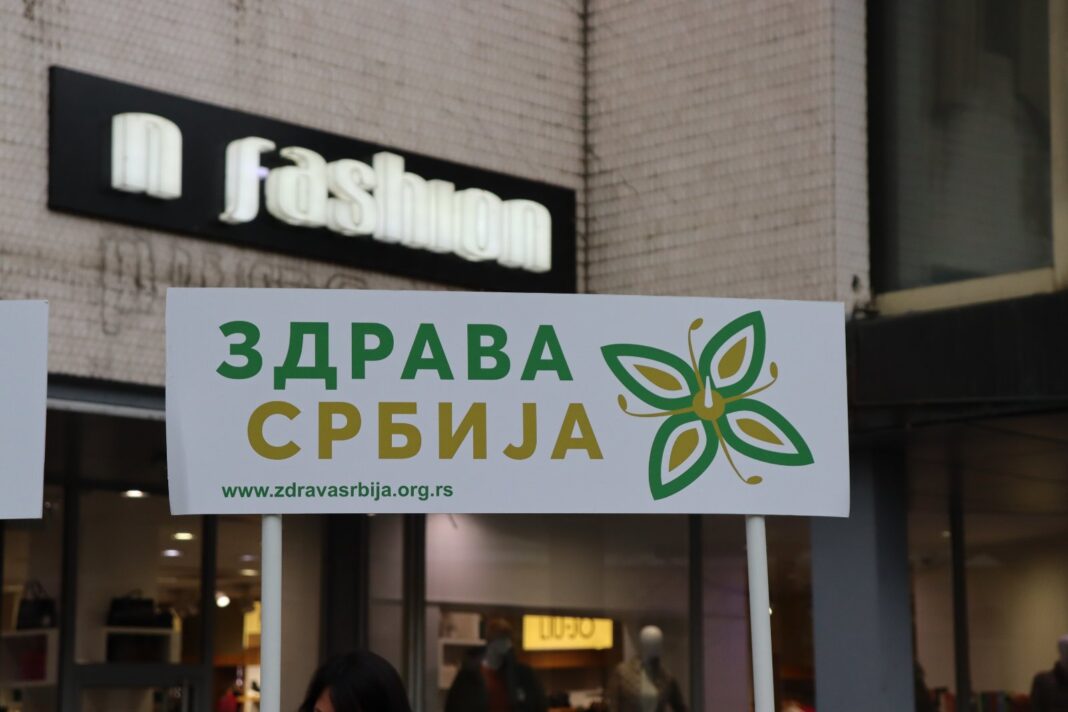 n fashion
ЗДРАВА
СРБИЈА
www.zdravasrbija.org.rs
LIU·JO